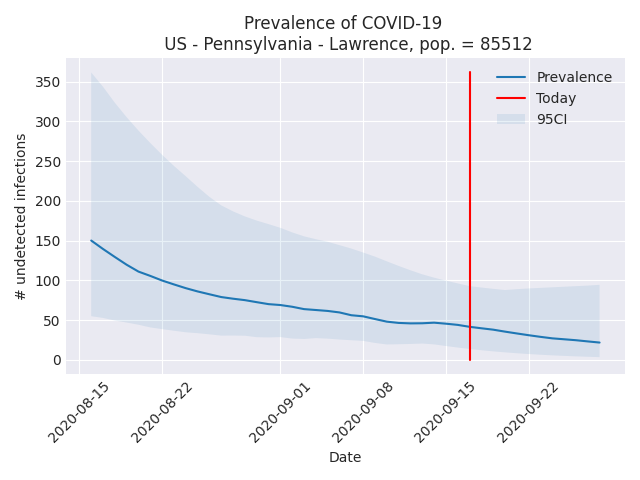 Prevalence of COVID-19
US - Pennsylvania - Lawrence, pop. = 85512
Prevalence
Today
95CI
# undetected infections
350
300
250
200
150
100
50
0
2020-08-15
2020-08-22
2020-09-01
2020-09-08
2020-09-15
2020-09-22
Date